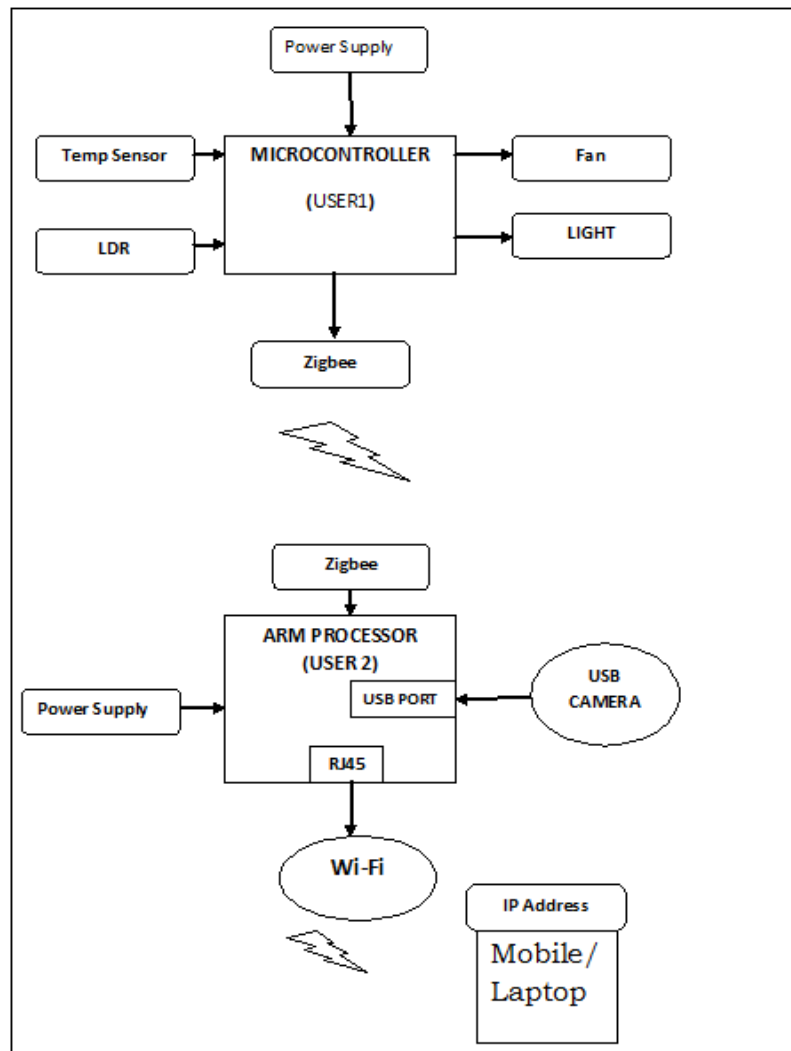 Power Supply
Temp Sensor
MICROCONTROLLER
(USER1)
Fan
LDR
LIGHT
Zigbee
Zigbee
ARM PROCESSOR
(USER 2)
USB PORT
USB
CAMERA
Power Supply
RJ45
Wi-Fi
IP Address
Mobile/
Laptop